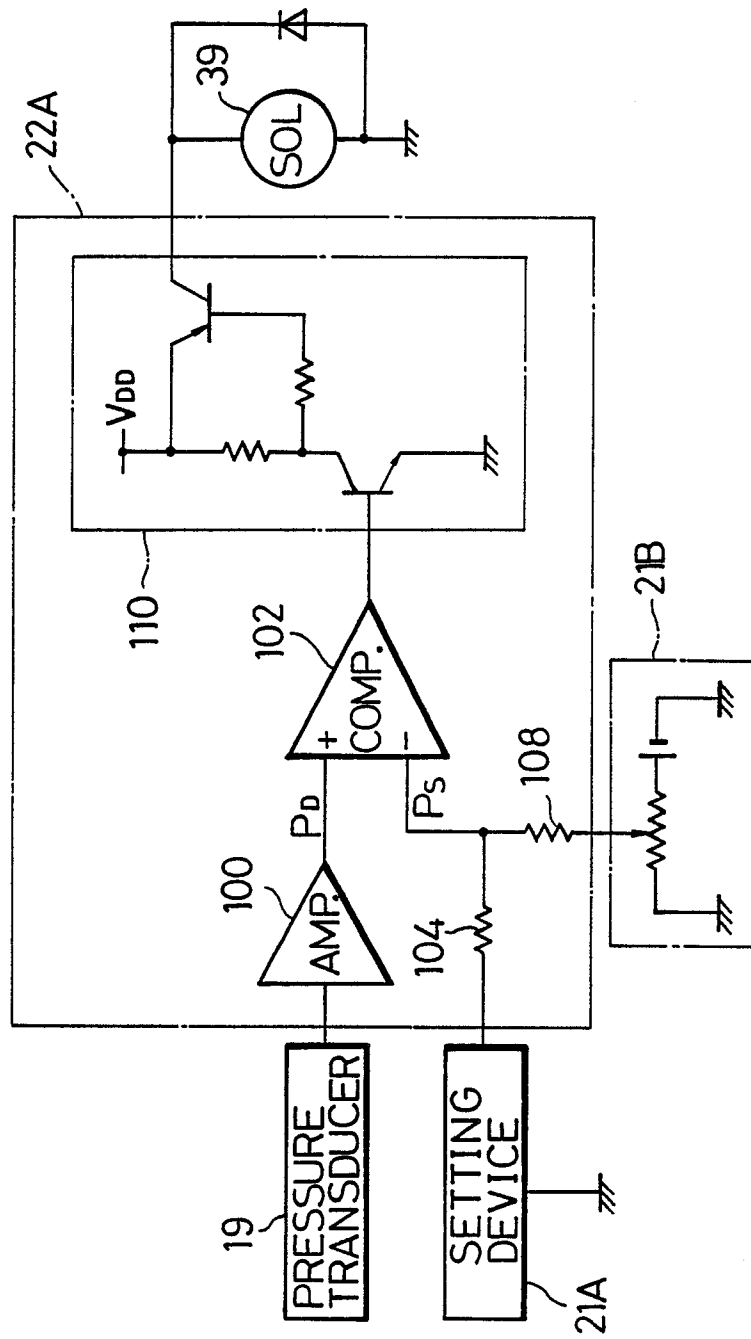 22A
39
SOL
VDD
110
102
COMP.
+
−
PD
PS
100
AMP.
104
108
21B
19
PRESSURE
TRANSDUCER
SETTING
DEVICE
21A